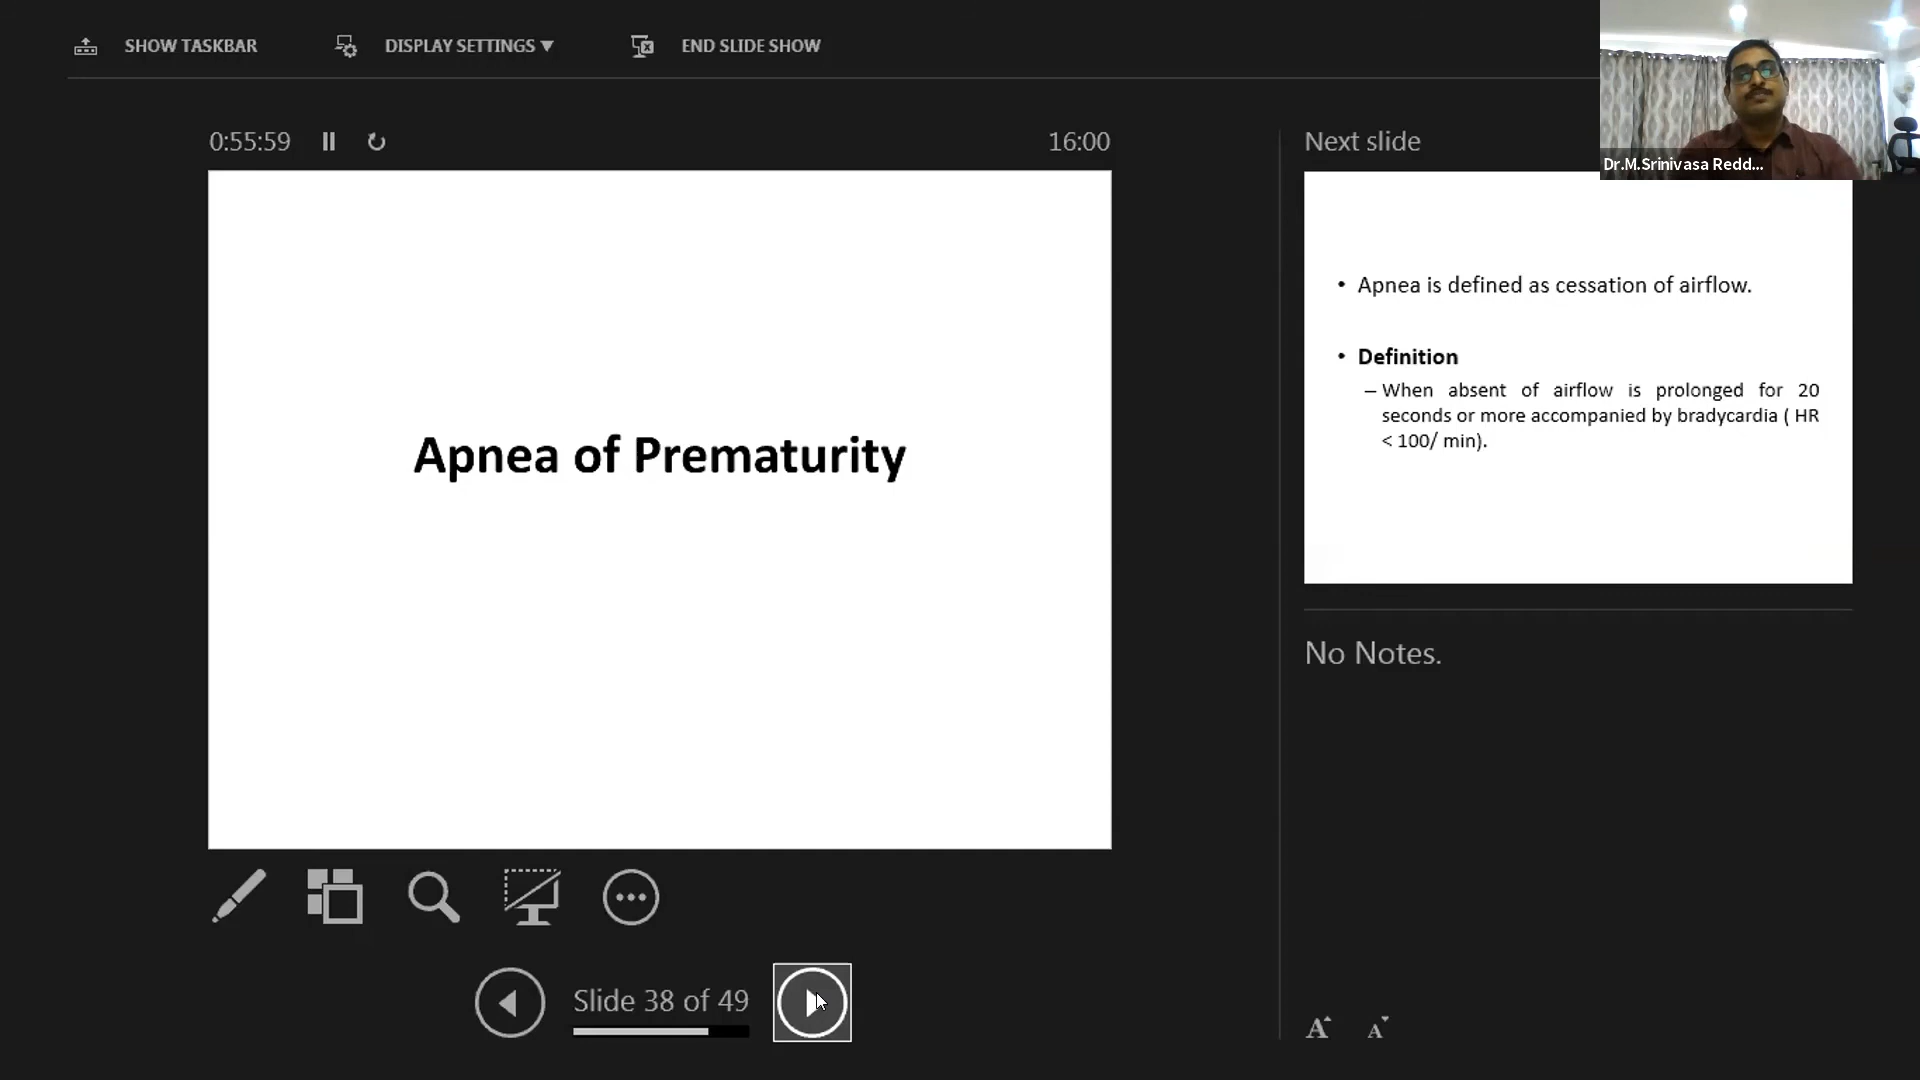 SHOW TASKBAR
DISPLAY SETTINGS ▼
END SLIDE SHOW
Dr.M.Srinivasa Redd...
0:55:59
16:00
Next slide
Apnea of Prematurity
• Apnea is defined as cessation of airflow.
• Definition
– When absent of airflow is prolonged for 20
seconds or more accompanied by bradycardia ( HR
< 100/ min).
No Notes.
Slide 38 of 49
A A